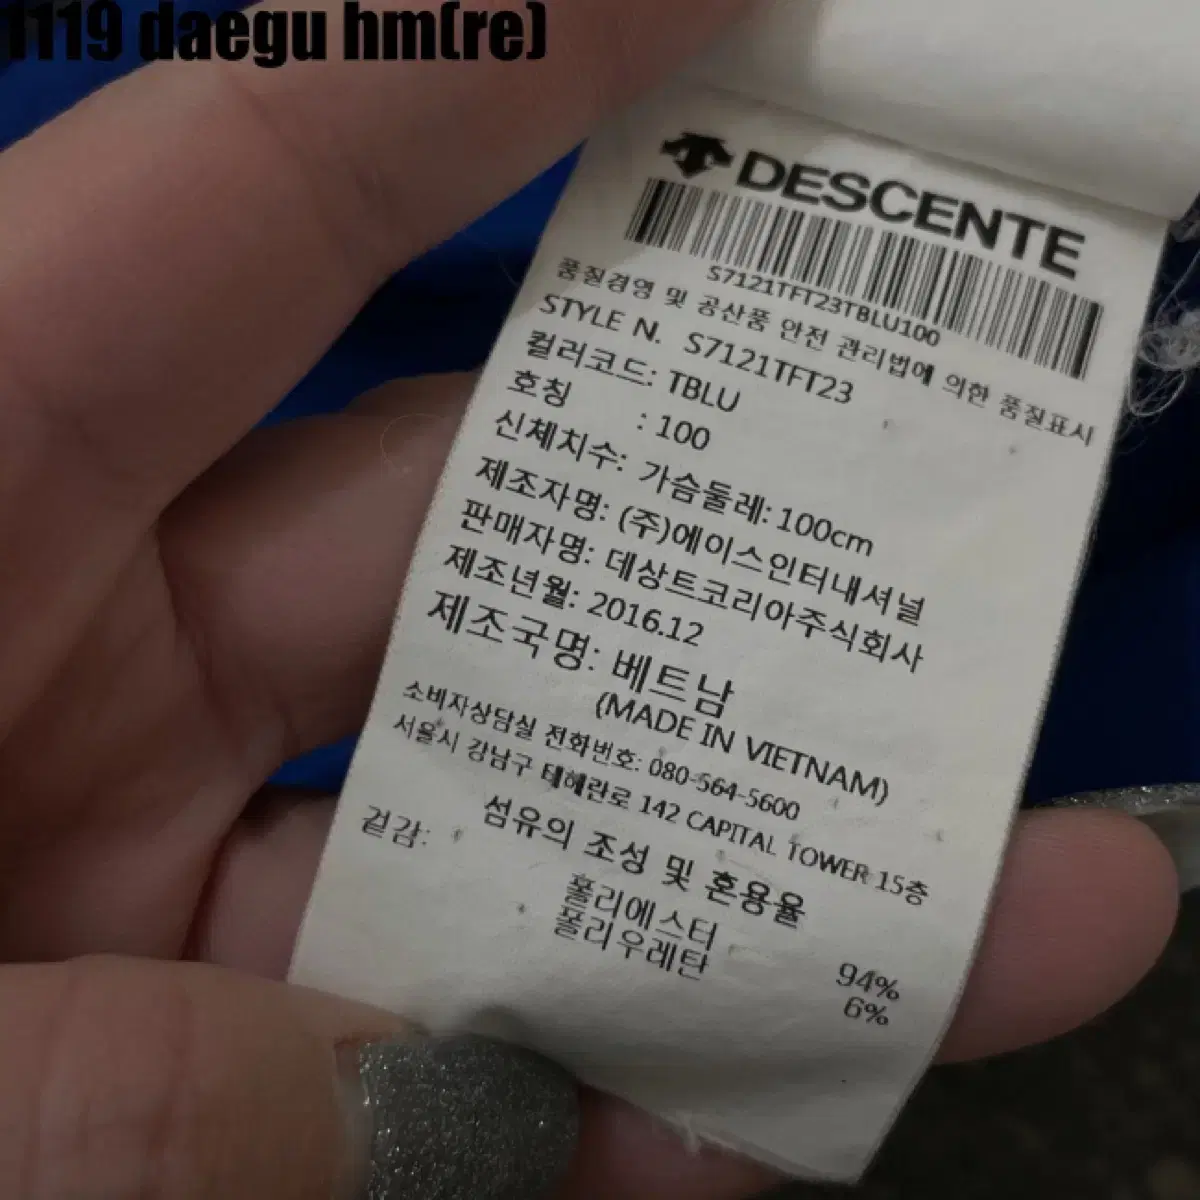 1119 daegu hm(re)
DESCENTE
S7121TFT23TBLU100
품질경영 및 공산품 안전 관리법에 의한 품질표시
STYLE N. S7121TFT23
컬러코드: TBLU
호칭 : 100
신체치수: 가슴둘레: 100cm
제조자명: (주)에이스인터내셔널
판매자명: 데상트코리아주식회사
제조년월: 2016.12
제조국명: 베트남
(MADE IN VIETNAM)
소비자상담실 전화번호: 080-564-5600
서울시 강남구 테헤란로 142 CAPITAL TOWER 15층
섬유의 조성 및 혼용율
겉감:
폴리에스터 94%
폴리우레탄 6%